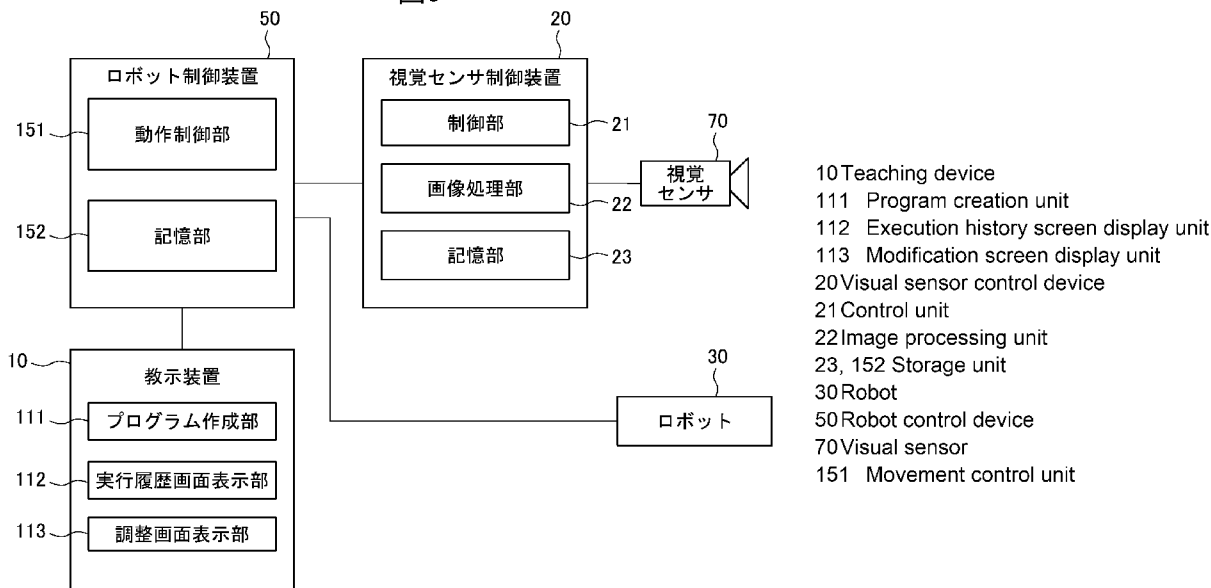 50
20
ロボット制御装置
151
動作制御部
152
記憶部
視覚センサ制御装置
制御部
21
画像処理部
22
記憶部
23
70
視覚
センサ
10
教示装置
111
プログラム作成部
112
実行履歴画面表示部
113
調整画面表示部
30
ロボット
10 Teaching device
111 Program creation unit
112 Execution history screen display unit
113 Modification screen display unit
20 Visual sensor control device
21 Control unit
22 Image processing unit
23, 152 Storage unit
30 Robot
50 Robot control device
70 Visual sensor
151 Movement control unit